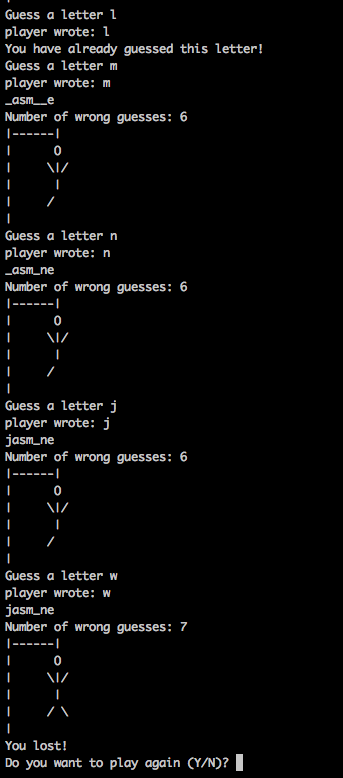 Guess a letter l
player wrote: l
You have already guessed this letter!
Guess a letter m
player wrote: m
_asm__e
Number of wrong guesses: 6
|------|
|      O
|     \|/
|      |
|     /
|
Guess a letter n
player wrote: n
_asm_ne
Number of wrong guesses: 6
|------|
|      O
|     \|/
|      |
|     /
|
Guess a letter j
player wrote: j
jasm_ne
Number of wrong guesses: 6
|------|
|      O
|     \|/
|      |
|     /
|
Guess a letter w
player wrote: w
jasm_ne
Number of wrong guesses: 7
|------|
|      O
|     \|/
|      |
|     / \
|
You lost!
Do you want to play again (Y/N)?